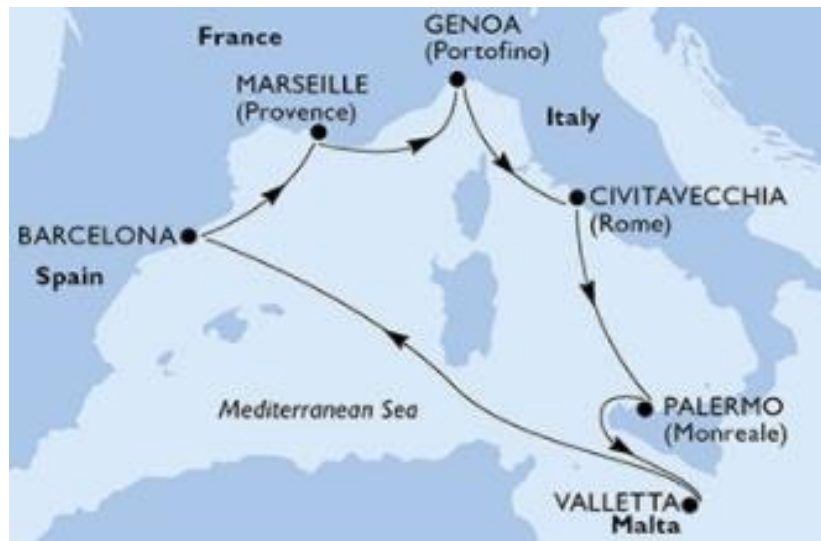 GENOA
(Portofino)
France
MARSEILLE
(Provence)
Italy
CIVITAVECCHIA
(Rome)
BARCELONA
Spain
Mediterranean Sea
PALERMO
(Monreale)
VALLETTA
Malta